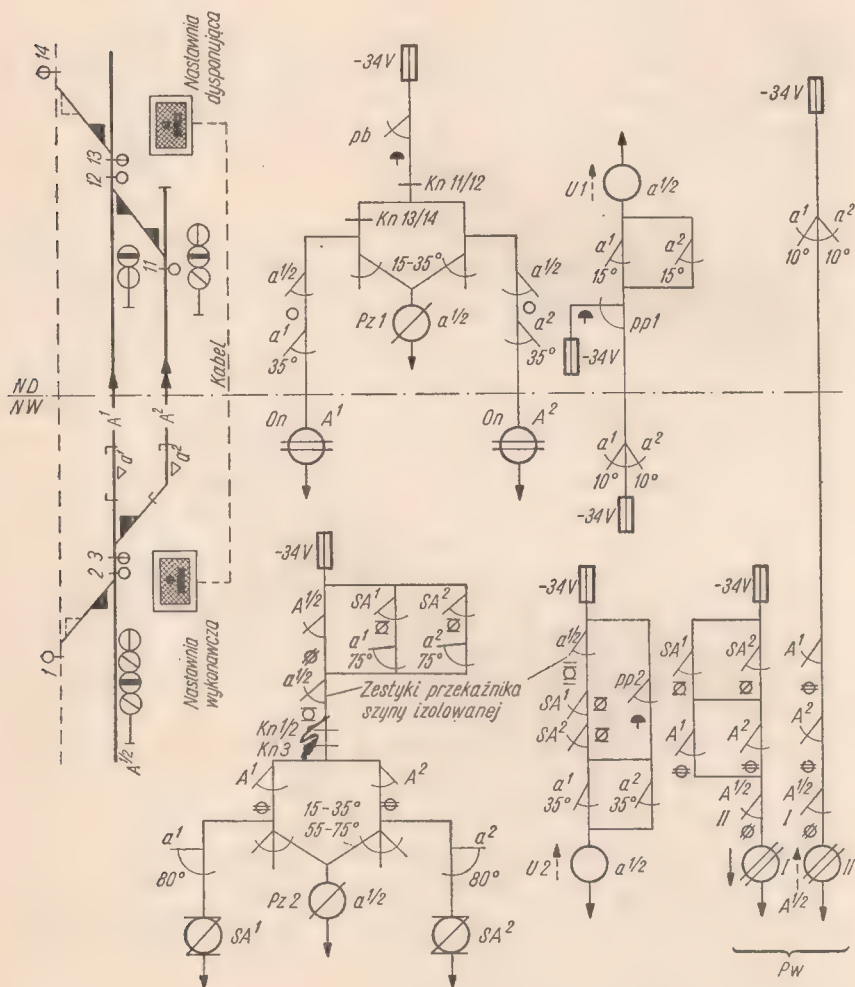 14
Nastawnia
dysponująca
12 13
11
Kabel
ND
NW
A¹
A²
a¹
a²
2 3
1
Nastawnia
wykonawcza
A½
-34V
pb
Kn 11/12
Kn 13/14
15-35°
a½
a½
a¹
35°
a²
35°
Pz 1
a½
On
A¹
On
A²
U1
a½
a¹
15°
a²
15°
pp1
-34V
a¹
a²
10°
10°
-34V
-34V
a¹
a²
10°
10°
-34V
A½
SA¹
SA²
a¹
75°
a²
75°
a½
Zestyki przekaźnika
szyny izolowanej
Kn 1/2
Kn 3
A¹
A²
15-35°
55-75°
a¹
80°
a²
80°
Pz 2
a½
SA¹
SA²
-34V
a½
SA¹
SA²
pp2
a¹
35°
a²
35°
U2
a½
-34V
SA¹
SA²
A¹
A²
A½
II
I
A¹
A²
A½
I
II
A½
Pw